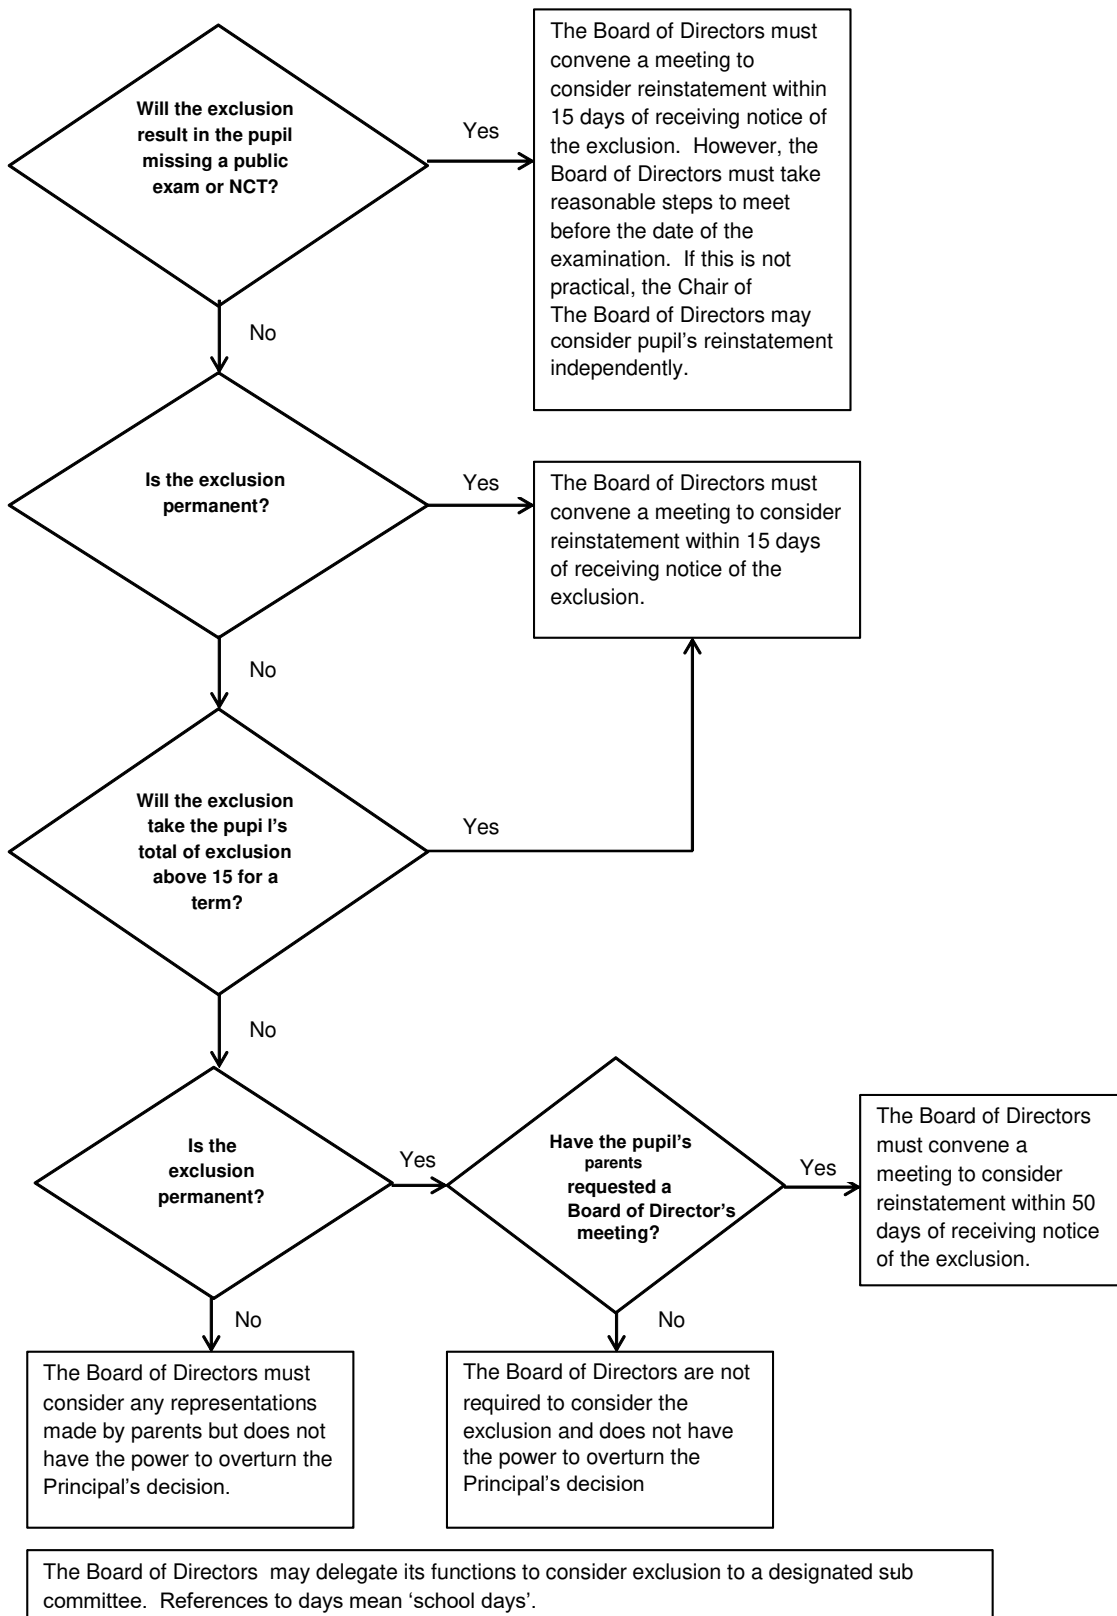 Will the exclusion
result in the pupil
missing a public
exam or NCT?
Yes
The Board of Directors must
convene a meeting to
consider reinstatement within
15 days of receiving notice of
the exclusion. However, the
Board of Directors must take
reasonable steps to meet
before the date of the
examination. If this is not
practical, the Chair of
The Board of Directors may
consider pupil's reinstatement
independently.
No
Is the exclusion
permanent?
Yes
The Board of Directors must
convene a meeting to consider
reinstatement within 15 days
of receiving notice of the
exclusion.
No
Will the exclusion
take the pupi l's
total of exclusion
above 15 for a
term?
Yes
No
Is the
exclusion
permanent?
Yes
Have the pupil's
parents
requested a
Board of Director's
meeting?
Yes
The Board of Directors
must convene a
meeting to consider
reinstatement within 50
days of receiving notice
of the exclusion.
No
No
The Board of Directors must
consider any representations
made by parents but does not
have the power to overturn the
Principal's decision.
The Board of Directors are not
required to consider the
exclusion and does not have
the power to overturn the
Principal's decision
The Board of Directors may delegate its functions to consider exclusion to a designated sub
committee. References to days mean 'school days'.